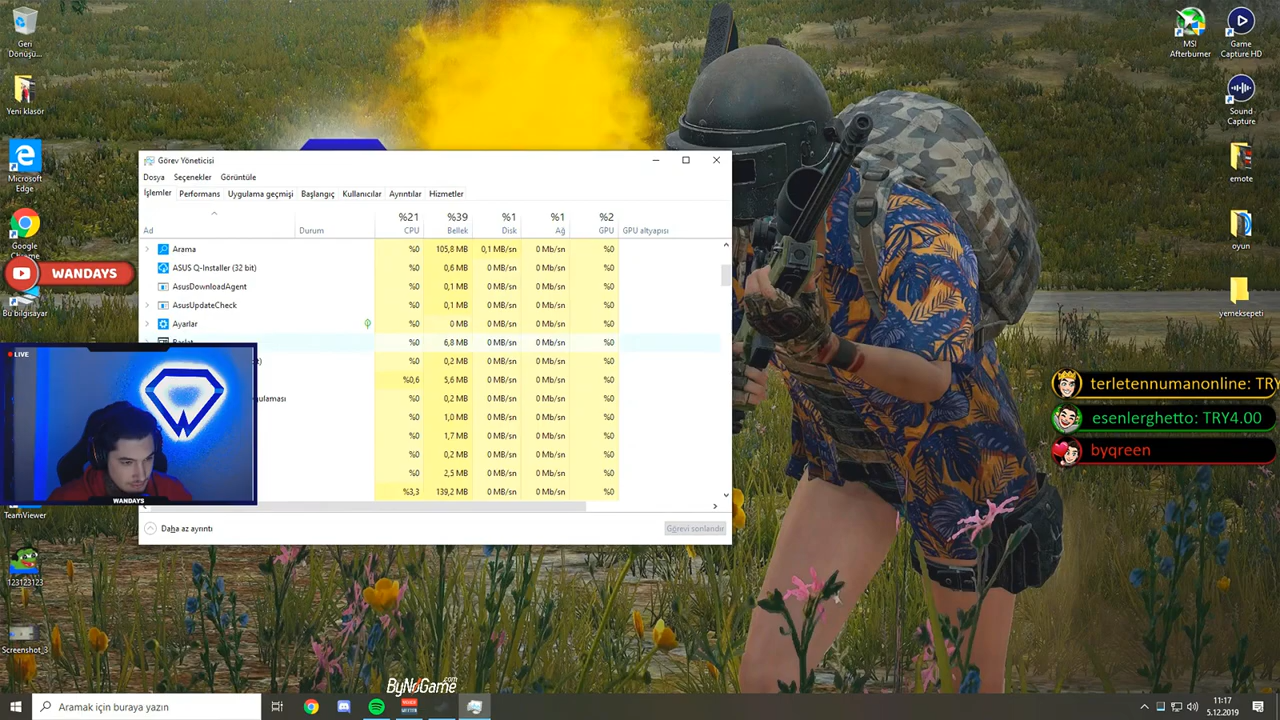 Geri
Dönüşü...
Yeni klasör
Microsoft
Edge
Google
Chrome
WANDAYS
Bu bilgisayar
LIVE
WANDAYS
TeamViewer
123123123
Screenshot_3
Görev Yöneticisi
Dosya Seçenekler Görüntüle
İşlemler Performans Uygulama geçmişi Başlangıç Kullanıcılar Ayrıntılar Hizmetler
%21 %39 %1 %1 %2
Ad Durum CPU Bellek Disk Ağ GPU GPU altyapısı
Arama %0 105,8 MB 0,1 MB/sn 0 Mb/sn %0
ASUS Q-Installer (32 bit) %0 0,6 MB 0 MB/sn 0 Mb/sn %0
AsusDownloadAgent %0 0,1 MB 0 MB/sn 0 Mb/sn %0
AsusUpdateCheck %0 0,1 MB 0 MB/sn 0 Mb/sn %0
Ayarlar %0 0 MB 0 MB/sn 0 Mb/sn %0
%0 6,8 MB 0 MB/sn 0 Mb/sn %0
%0 0,2 MB 0 MB/sn 0 Mb/sn %0
%0,6 5,6 MB 0 MB/sn 0 Mb/sn %0
gulaması %0 0,2 MB 0 MB/sn 0 Mb/sn %0
%0 1,0 MB 0 MB/sn 0 Mb/sn %0
%0 1,7 MB 0 MB/sn 0 Mb/sn %0
%0 0,2 MB 0 MB/sn 0 Mb/sn %0
%0 2,5 MB 0 MB/sn 0 Mb/sn %0
%3,3 139,2 MB 0 MB/sn 0 Mb/sn %0
Daha az ayrıntı
Görevi sonlandır
MSI
Afterburner
Game
Capture HD
Sound
Capture
emote
oyun
yemeksepeti
terletennumanonline: TRY
esenlerghetto: TRY4.00
byqreen
ByNoGame.com
Aramak için buraya yazın
11:17
5.12.2019